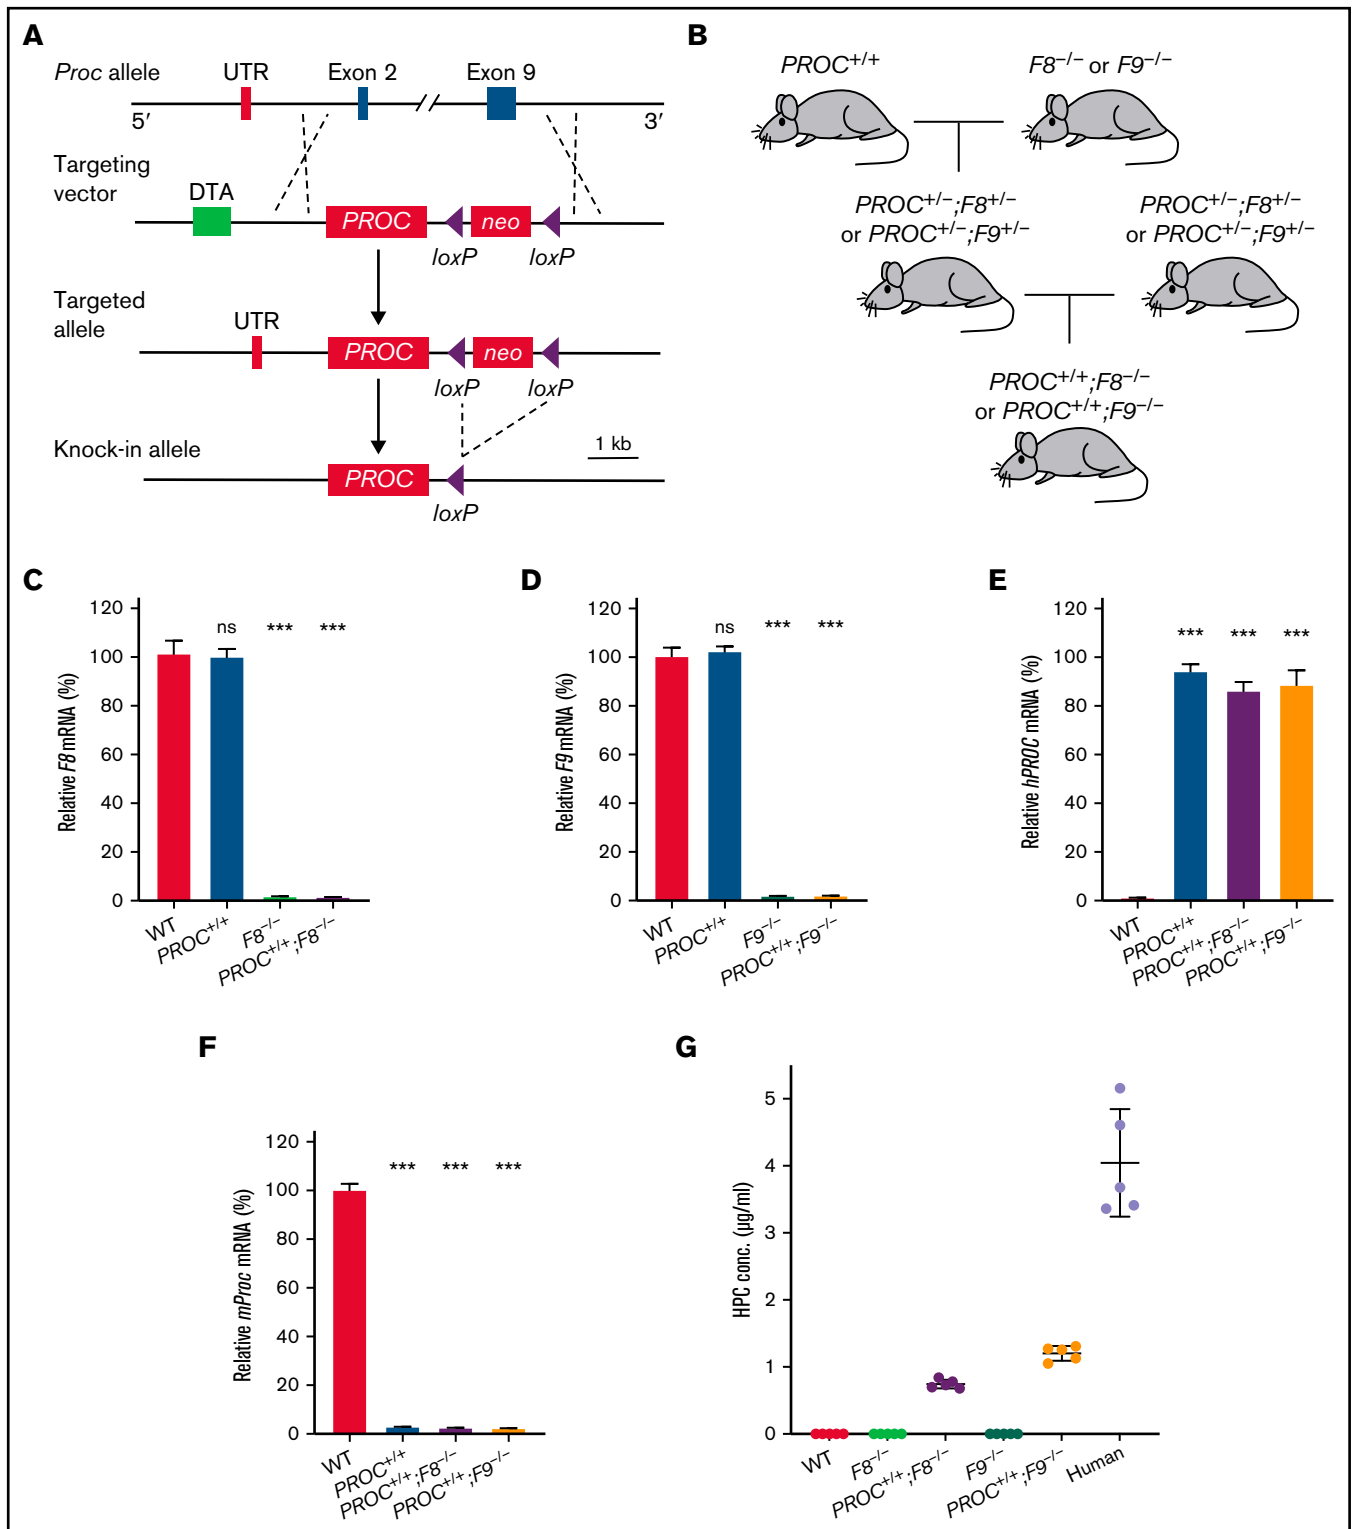 A
Proc allele
UTR
Exon 2
Exon 9
5′
3′
Targeting
vector
DTA
PROC
neo
loxP
loxP
Targeted
allele
UTR
PROC
neo
loxP
loxP
Knock-in allele
1 kb
PROC
loxP
B
PROC+/+
F8−/− or F9−/−
PROC+/−;F8+/−
or PROC+/−;F9+/−
PROC+/−;F8+/−
or PROC+/−;F9+/−
PROC+/+;F8−/−
or PROC+/+;F9−/−
C
Relative F8 mRNA (%)
120
100
80
60
40
20
0
ns
***
***
WT
PROC+/+
F8−/−
PROC+/+;F8−/−
D
Relative F9 mRNA (%)
120
100
80
60
40
20
0
ns
***
***
WT
PROC+/+
F9−/−
PROC+/+;F9−/−
E
Relative hPROC mRNA (%)
120
100
80
60
40
20
0
***
***
***
WT
PROC+/+
PROC+/+;F8−/−
PROC+/+;F9−/−
F
Relative mProc mRNA (%)
120
100
80
60
40
20
0
***
***
***
WT
PROC+/+
PROC+/+;F8−/−
PROC+/+;F9−/−
G
HPC conc. (µg/ml)
5
4
3
2
1
0
WT
F8−/−
PROC+/+;F8−/−
F9−/−
PROC+/+;F9−/−
Human